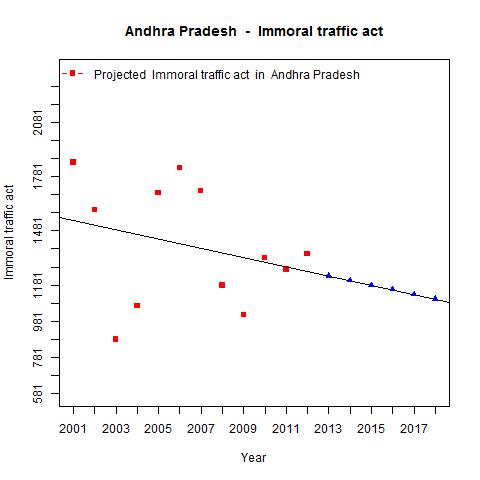 Andhra Pradesh - Immoral traffic act
Projected Immoral traffic act in Andhra Pradesh
Immoral traffic act
2081
1781
1481
1181
981
781
581
2001 2003 2005 2007 2009 2011 2013 2015 2017
Year